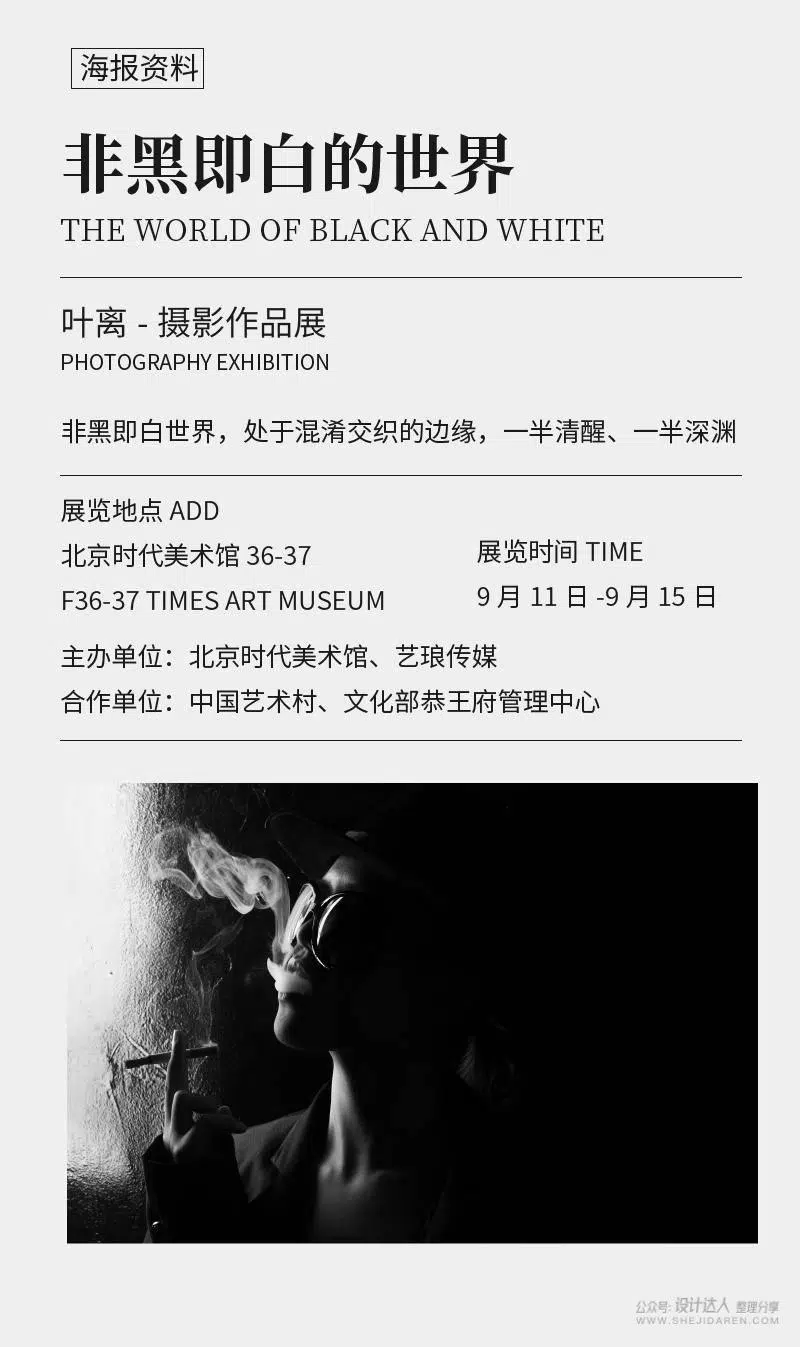 海报资料
非黑即白的世界
THE WORLD OF BLACK AND WHITE
叶离 - 摄影作品展
PHOTOGRAPHY EXHIBITION
非黑即白世界，处于混淆交织的边缘，一半清醒、一半深渊
展览地点 ADD
北京时代美术馆 36-37
F36-37 TIMES ART MUSEUM
展览时间 TIME
9 月 11 日 -9 月 15 日
主办单位：北京时代美术馆、艺琅传媒
合作单位：中国艺术村、文化部恭王府管理中心
公众号: 设计达人 整理分享
WWW.SHEJIDAREN.COM